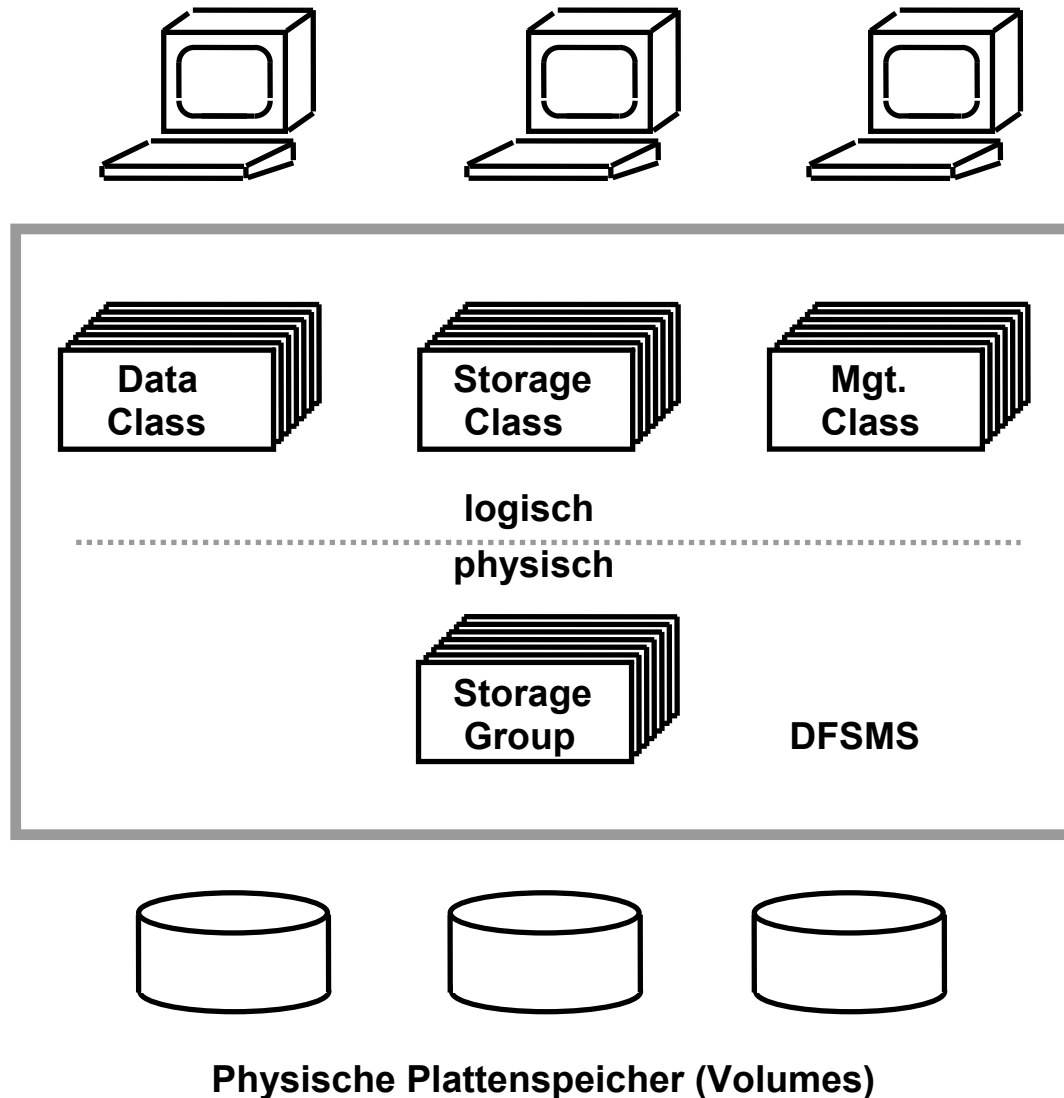 Data
Class
Storage
Class
Mgt.
Class
logisch
physisch
Storage
Group
DFSMS
Physische Plattenspeicher (Volumes)